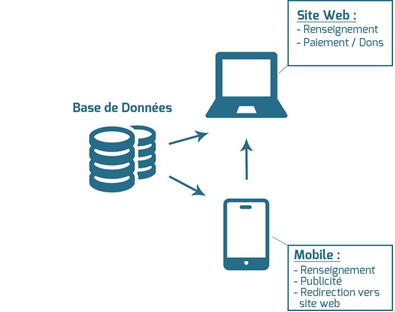 Site Web :
- Renseignement
- Paiement / Dons
Base de Données
Mobile :
- Renseignement
- Publicité
- Redirection vers
site web